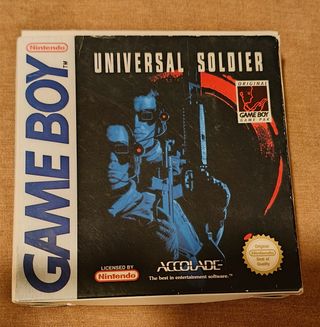 Nintendo
GAME BOY™
UNIVERSAL SOLDIER
ORIGINAL
GAME BOY
GAME PAK
LICENSED BY
Nintendo
ACCOLADE
The best in entertainment software.™
Original
Nintendo
Seal of
Quality